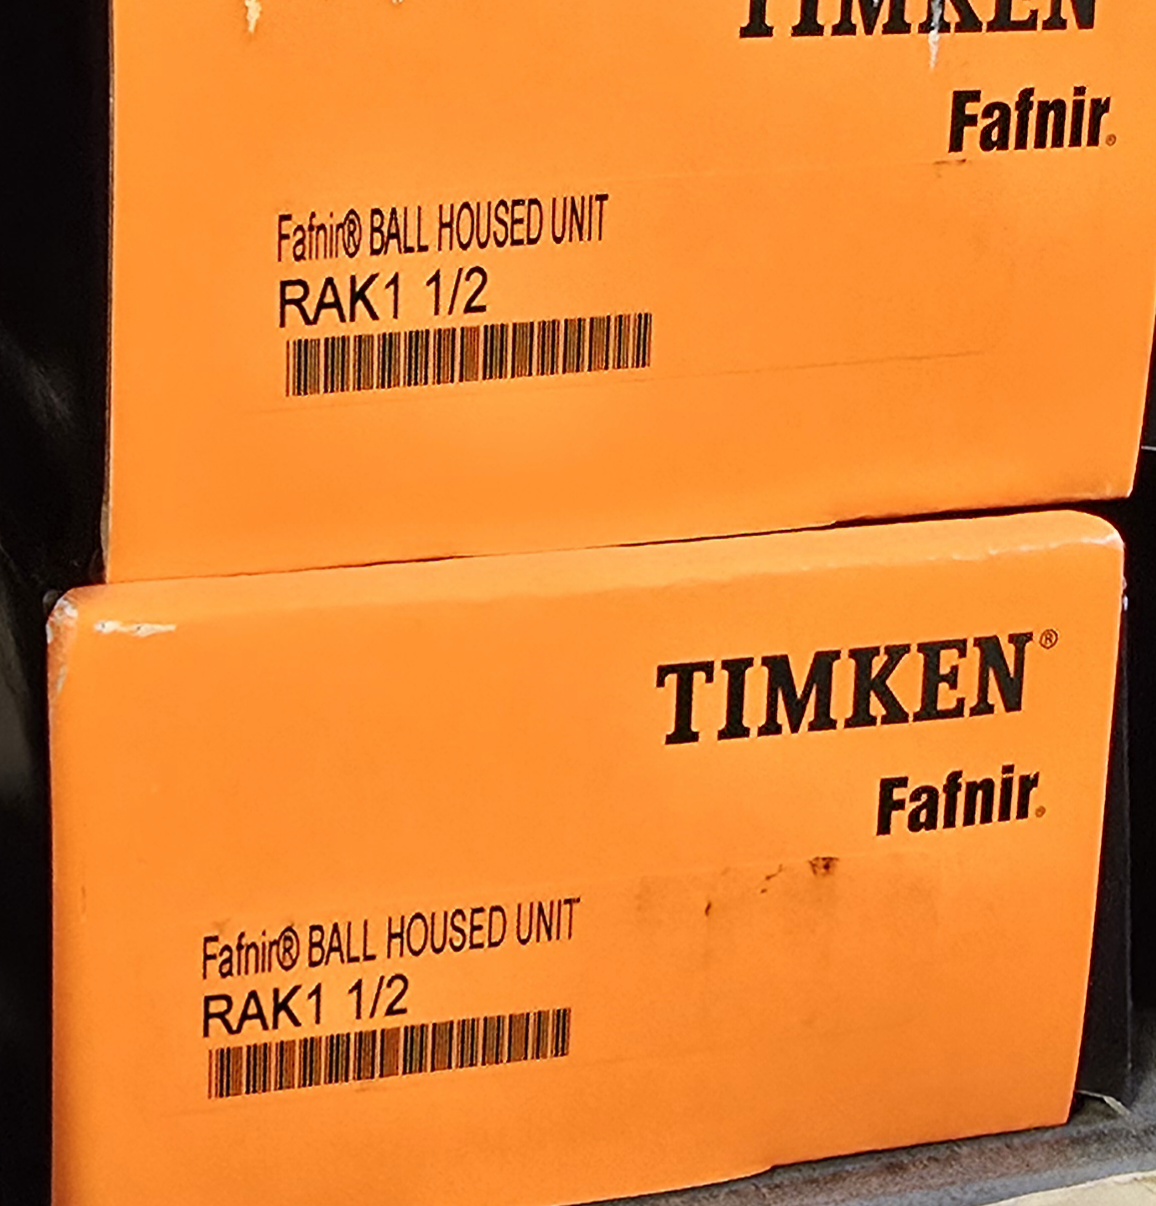 TIMKEN
Fafnir®
Fafnir® BALL HOUSED UNIT
RAK1 1/2
TIMKEN®
Fafnir®
Fafnir® BALL HOUSED UNIT
RAK1 1/2